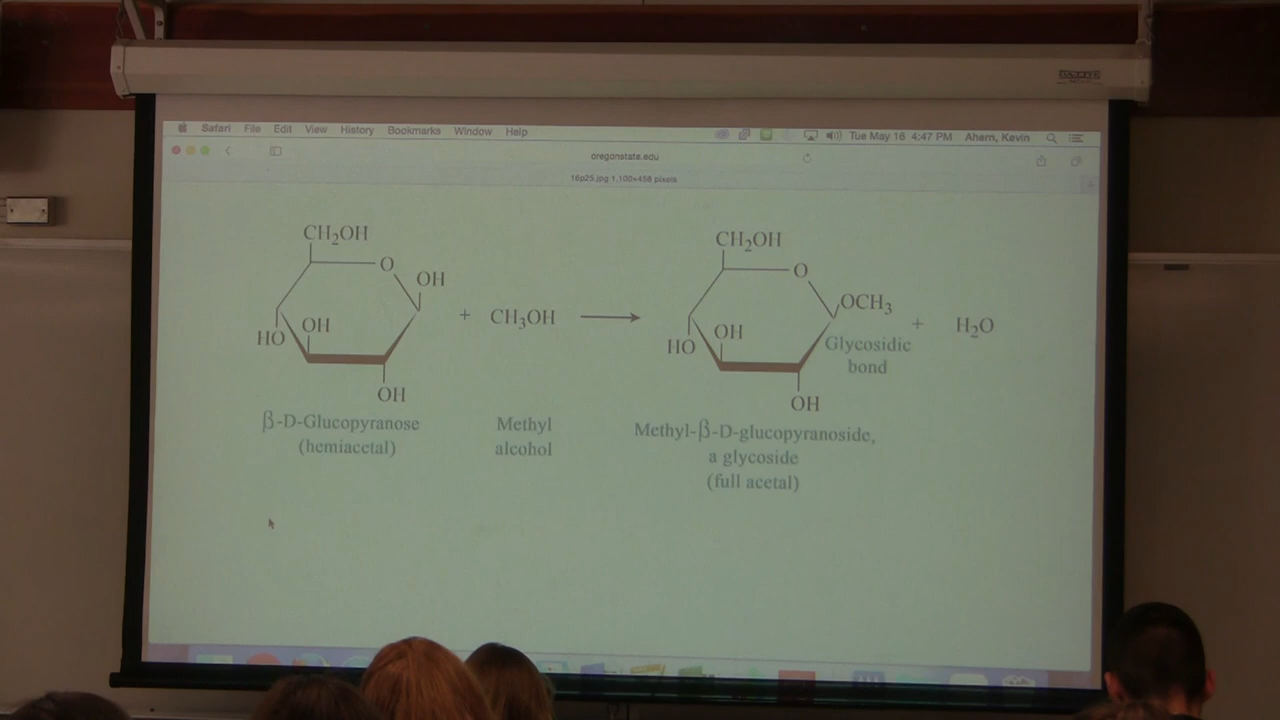 Safari File Edit View History Bookmarks Window Help Tue May 16 4:47 PM Ahern, Kevin
oregonstate.edu
16p25.jpg 1,100×458 pixels
CH₂OH
O
OH
OH
HO
OH
+ CH₃OH
CH₂OH
O
OCH₃
OH
HO
OH
Glycosidic
bond
+ H₂O
β-D-Glucopyranose
(hemiacetal)
Methyl
alcohol
Methyl-β-D-glucopyranoside,
a glycoside
(full acetal)